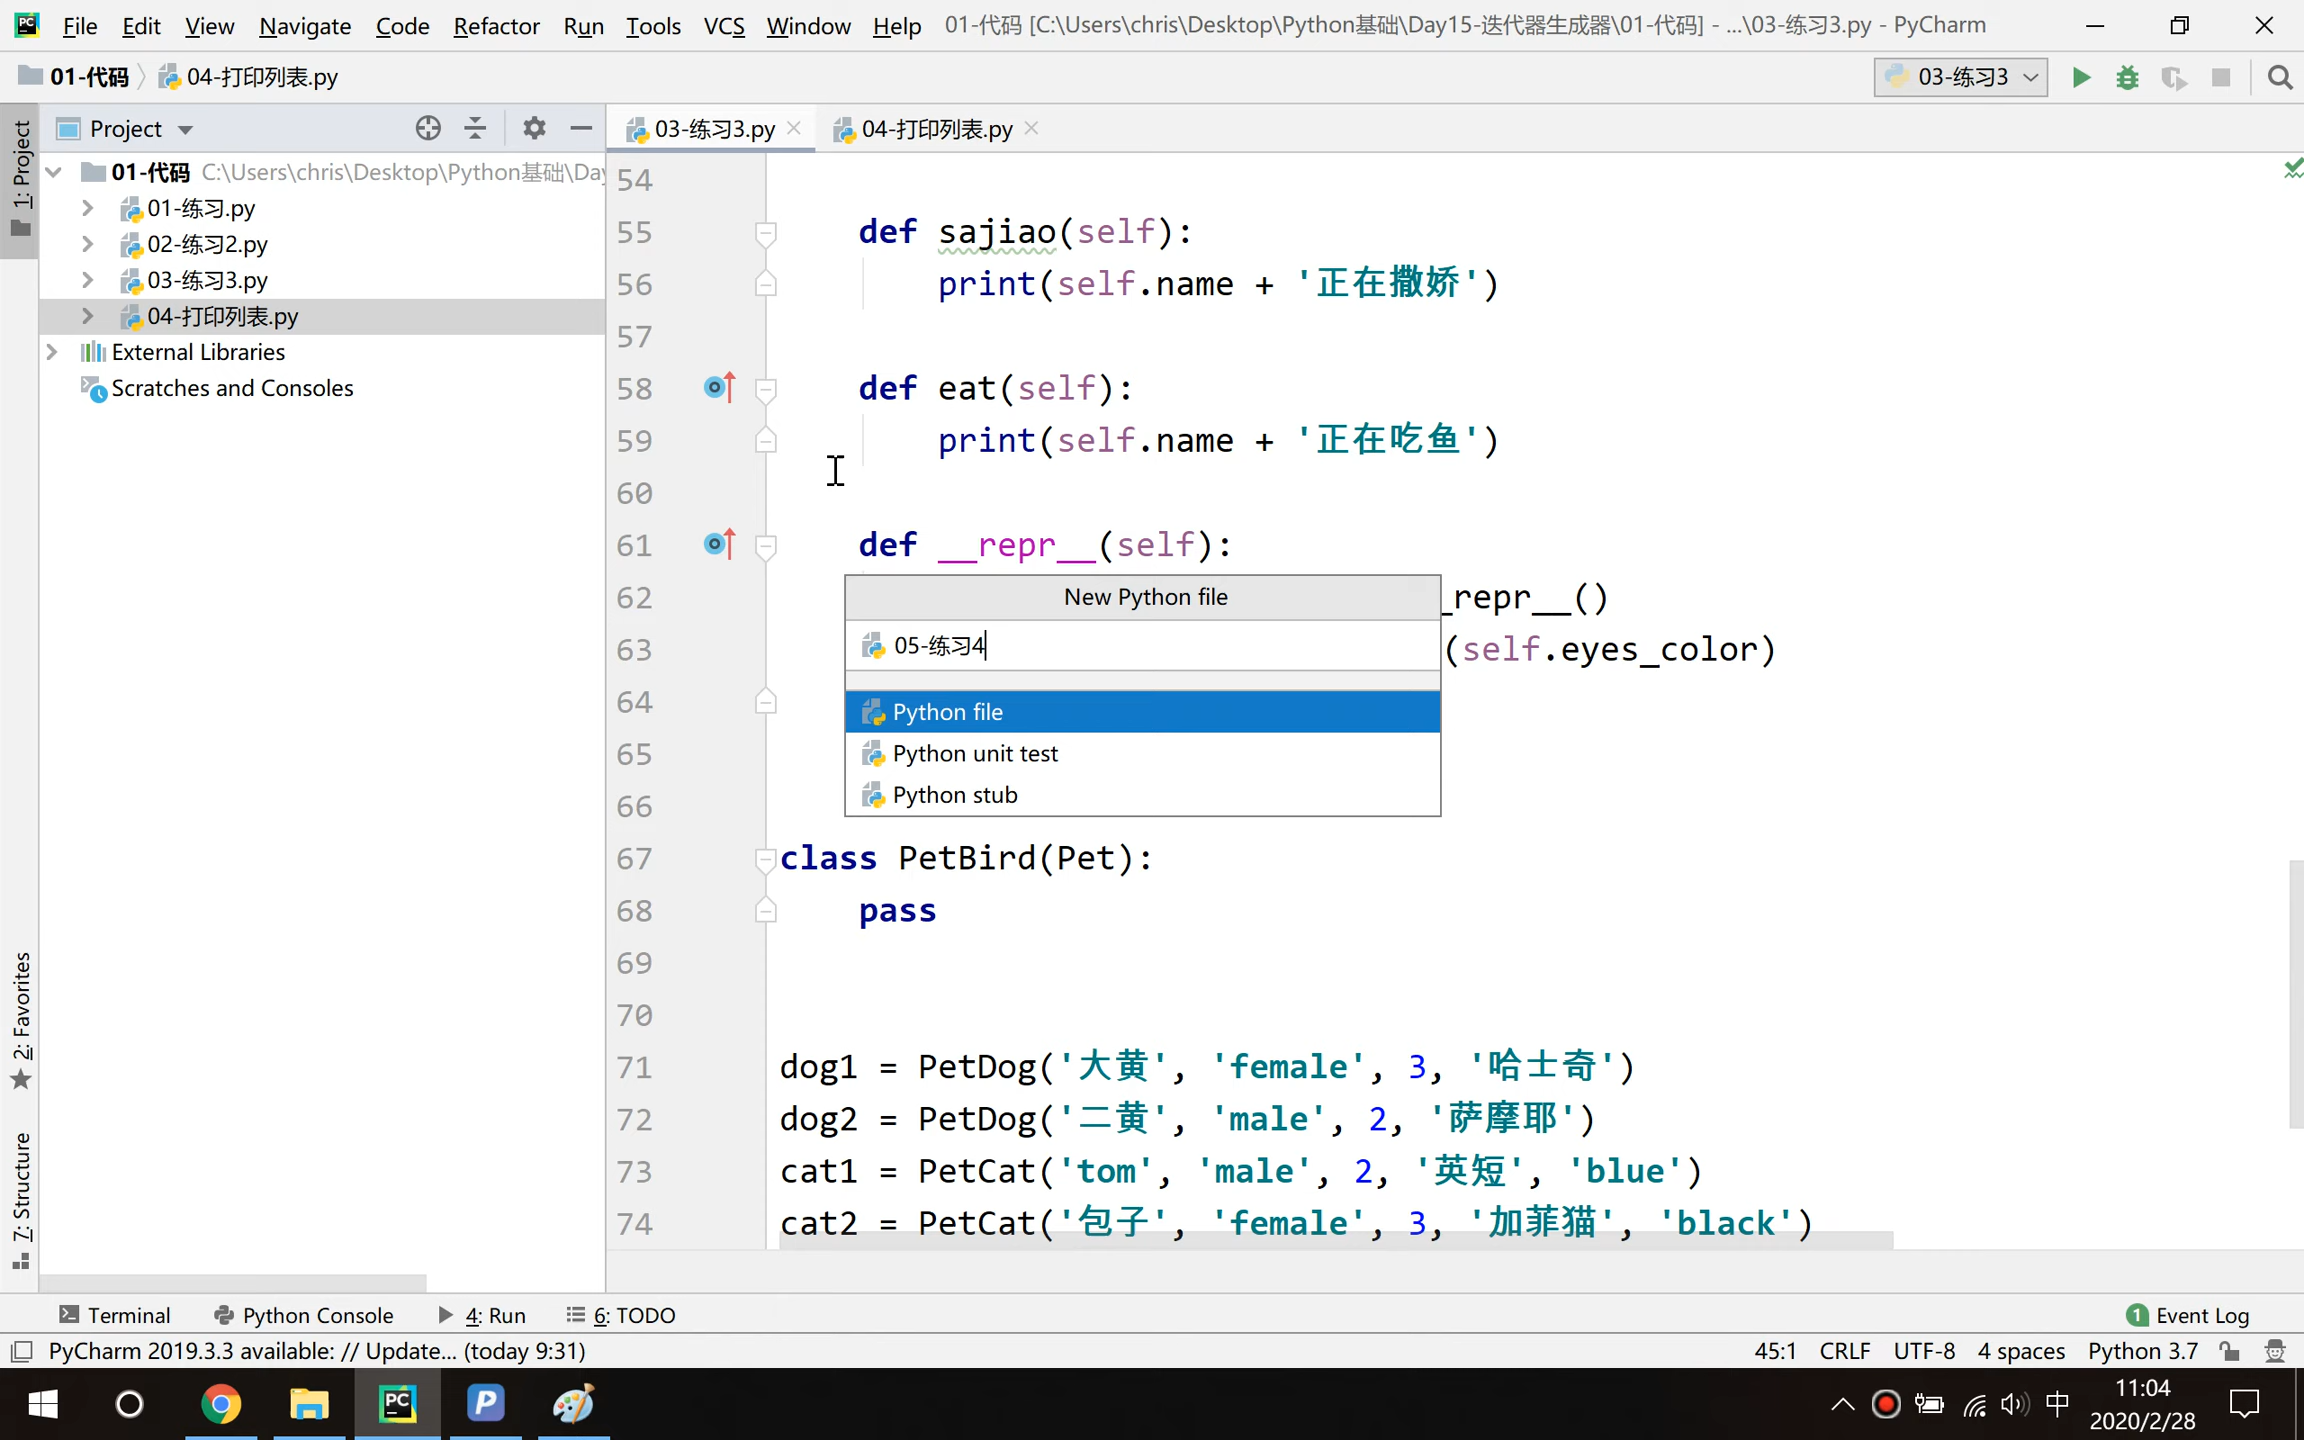 File Edit View Navigate Code Refactor Run Tools VCS Window Help 01-代码 [C:\Users\chris\Desktop\Python基础\Day15-迭代器生成器\01-代码] - ...\03-练习3.py - PyCharm
01-代码 04-打印列表.py 03-练习3
1: Project
Project
03-练习3.py 04-打印列表.py
01-代码 C:\Users\chris\Desktop\Python基础\Day
01-练习.py
02-练习2.py
03-练习3.py
04-打印列表.py
External Libraries
Scratches and Consoles
2: Favorites
7: Structure
54
55 def sajiao(self):
56 print(self.name + '正在撒娇')
57
58 def eat(self):
59 print(self.name + '正在吃鱼')
60
61 def __repr__(self):
62 _repr__()
63 (self.eyes_color)
64
65
66
67 class PetBird(Pet):
68 pass
69
70
71 dog1 = PetDog('大黄', 'female', 3, '哈士奇')
72 dog2 = PetDog('二黄', 'male', 2, '萨摩耶')
73 cat1 = PetCat('tom', 'male', 2, '英短', 'blue')
74 cat2 = PetCat('包子', 'female', 3, '加菲猫', 'black')
New Python file
05-练习4
Python file
Python unit test
Python stub
Terminal Python Console 4: Run 6: TODO 1 Event Log
PyCharm 2019.3.3 available: // Update... (today 9:31) 45:1 CRLF UTF-8 4 spaces Python 3.7
中 11:04
2020/2/28